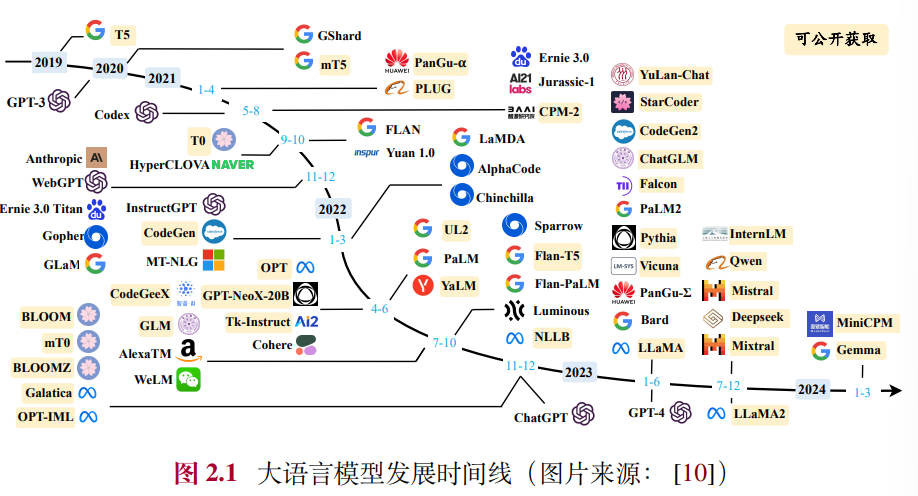 可公开获取
2019
T5
2020
2021
GPT-3
Codex
GShard
mT5
1-4
HUAWEI
PanGu-α
PLUG
5-8
Ernie 3.0
AI21 labs
Jurassic-1
BAAI
CPM-2
T0
HyperCLOVA NAVER
9-10
FLAN
inspur
Yuan 1.0
Anthropic
WebGPT
Ernie 3.0 Titan
Gopher
GLaM
InstructGPT
CodeGen
MT-NLG
11-12
LaMDA
AlphaCode
Chinchilla
2022
1-3
OPT
CodeGeeX
GPT-NeoX-20B
GLM
Tk-Instruct
Ai2
AlexaTM
Cohere
WeLM
UL2
PaLM
YaLM
4-6
BLOOM
mT0
BLOOMZ
Galatica
OPT-IML
Sparrow
Flan-T5
Flan-PaLM
Luminous
NLLB
7-10
11-12
ChatGPT
2023
YuLan-Chat
StarCoder
CodeGen2
ChatGLM
TII
Falcon
PaLM2
Pythia
LM-SYS
Vicuna
HUAWEI
PanGu-Σ
Bard
LLaMA
1-6
GPT-4
InternLM
Qwen
Mistral
Deepseek
Mixtral
7-12
LLaMA2
2024
MiniCPM
Gemma
1-3
图 2.1 大语言模型发展时间线（图片来源： [10]）